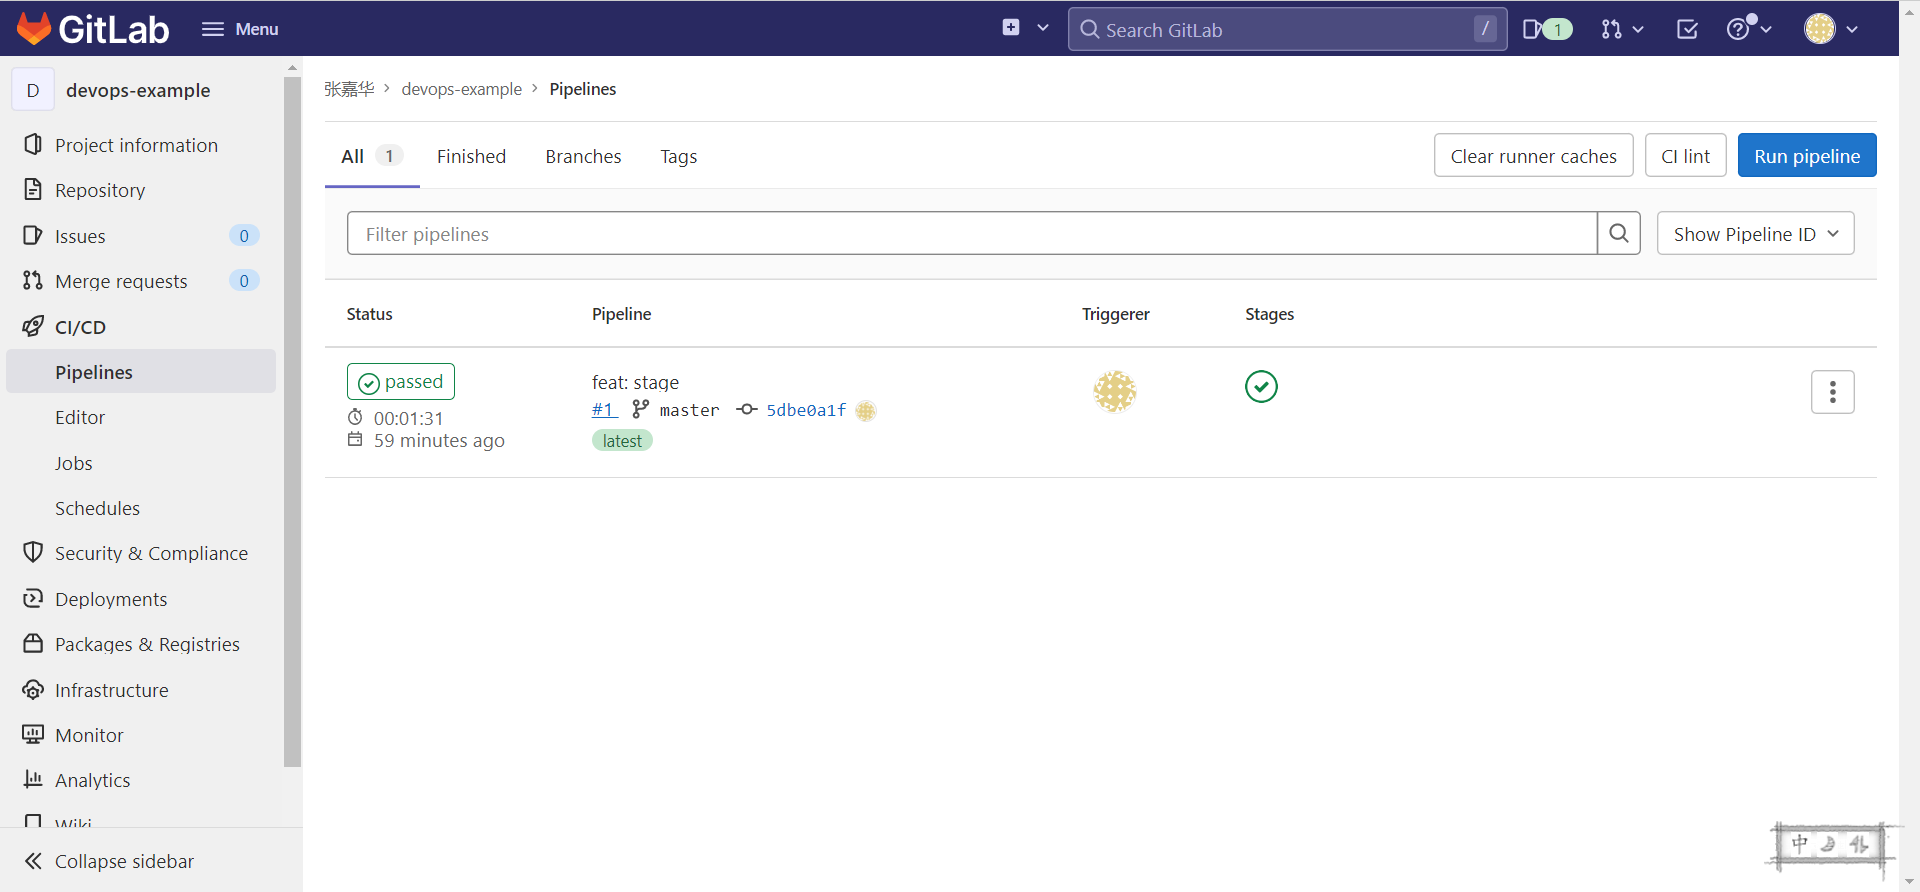 GitLab Menu Search GitLab / 1
D devops-example
Project information
Repository
Issues 0
Merge requests 0
CI/CD
Pipelines
Editor
Jobs
Schedules
Security & Compliance
Deployments
Packages & Registries
Infrastructure
Monitor
Analytics
Wiki
Collapse sidebar
张嘉华 > devops-example > Pipelines
All 1 Finished Branches Tags Clear runner caches CI lint Run pipeline
Filter pipelines Show Pipeline ID
Status Pipeline Triggerer Stages
passed
00:01:31
59 minutes ago
feat: stage
#1 master 5dbe0a1f
latest
中